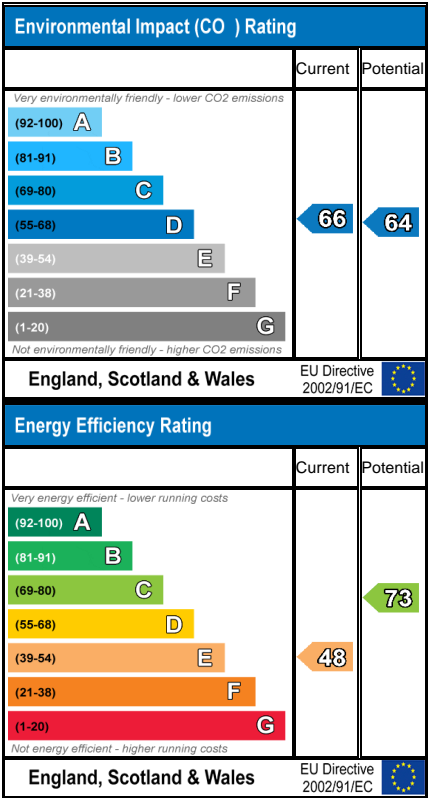 Environmental Impact (CO ) Rating
Current Potential
Very environmentally friendly - lower CO2 emissions
(92-100) A
(81-91) B
(69-80) C
(55-68) D
66
64
(39-54) E
(21-38) F
(1-20) G
Not environmentally friendly - higher CO2 emissions
England, Scotland & Wales
EU Directive
2002/91/EC
Energy Efficiency Rating
Current Potential
Very energy efficient - lower running costs
(92-100) A
(81-91) B
(69-80) C
73
(55-68) D
(39-54) E
48
(21-38) F
(1-20) G
Not energy efficient - higher running costs
England, Scotland & Wales
EU Directive
2002/91/EC